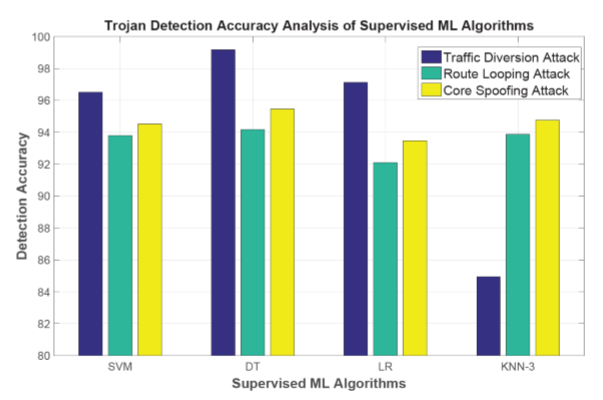 Trojan Detection Accuracy Analysis of Supervised ML Algorithms
100
98
96
94
92
90
88
86
84
82
80
Detection Accuracy
Traffic Diversion Attack
Route Looping Attack
Core Spoofing Attack
SVM DT LR KNN-3
Supervised ML Algorithms